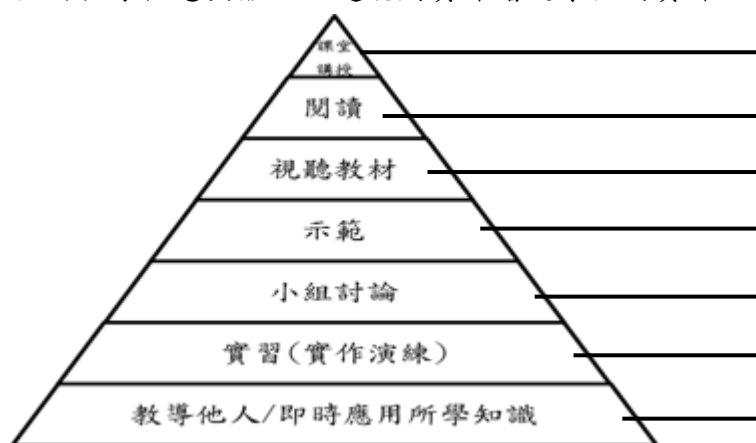 課堂
講授
閱讀
視聽教材
示範
小組討論
實習(實作演練)
教導他人/即時應用所學知識